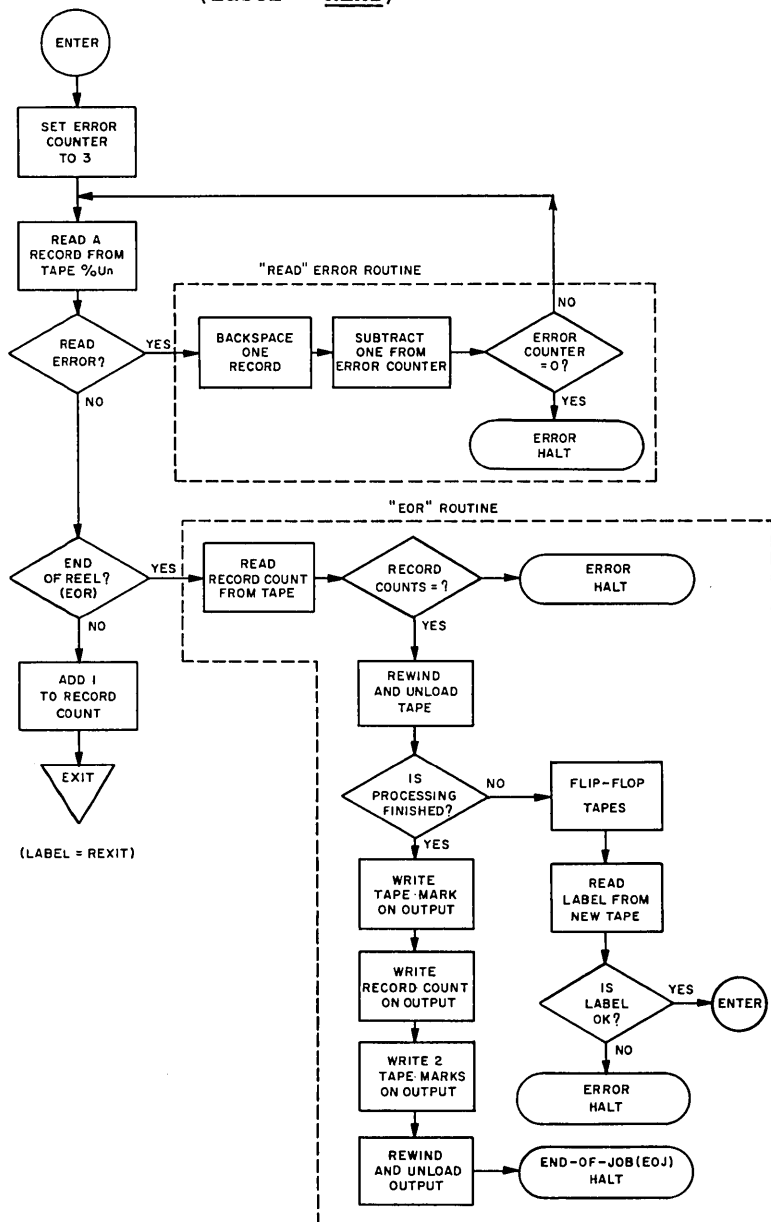 ENTER
SET ERROR
COUNTER
TO 3
READ A
RECORD FROM
TAPE %Un
"READ" ERROR ROUTINE
READ
ERROR?
YES
NO
BACKSPACE
ONE
RECORD
SUBTRACT
ONE FROM
ERROR COUNTER
NO
ERROR
COUNTER
=0?
YES
ERROR
HALT
"EOR" ROUTINE
END
OF REEL?
(EOR)
YES
NO
READ
RECORD COUNT
FROM TAPE
RECORD
COUNTS=?
YES
ERROR
HALT
ADD 1
TO RECORD
COUNT
EXIT
(LABEL = REXIT)
REWIND
AND UNLOAD
TAPE
IS
PROCESSING
FINISHED?
NO
YES
FLIP-FLOP
TAPES
READ
LABEL FROM
NEW TAPE
IS
LABEL
OK?
YES
ENTER
NO
ERROR
HALT
WRITE
TAPE-MARK
ON OUTPUT
WRITE
RECORD COUNT
ON OUTPUT
WRITE 2
TAPE-MARKS
ON OUTPUT
REWIND
AND UNLOAD
OUTPUT
END-OF-JOB(EOJ)
HALT